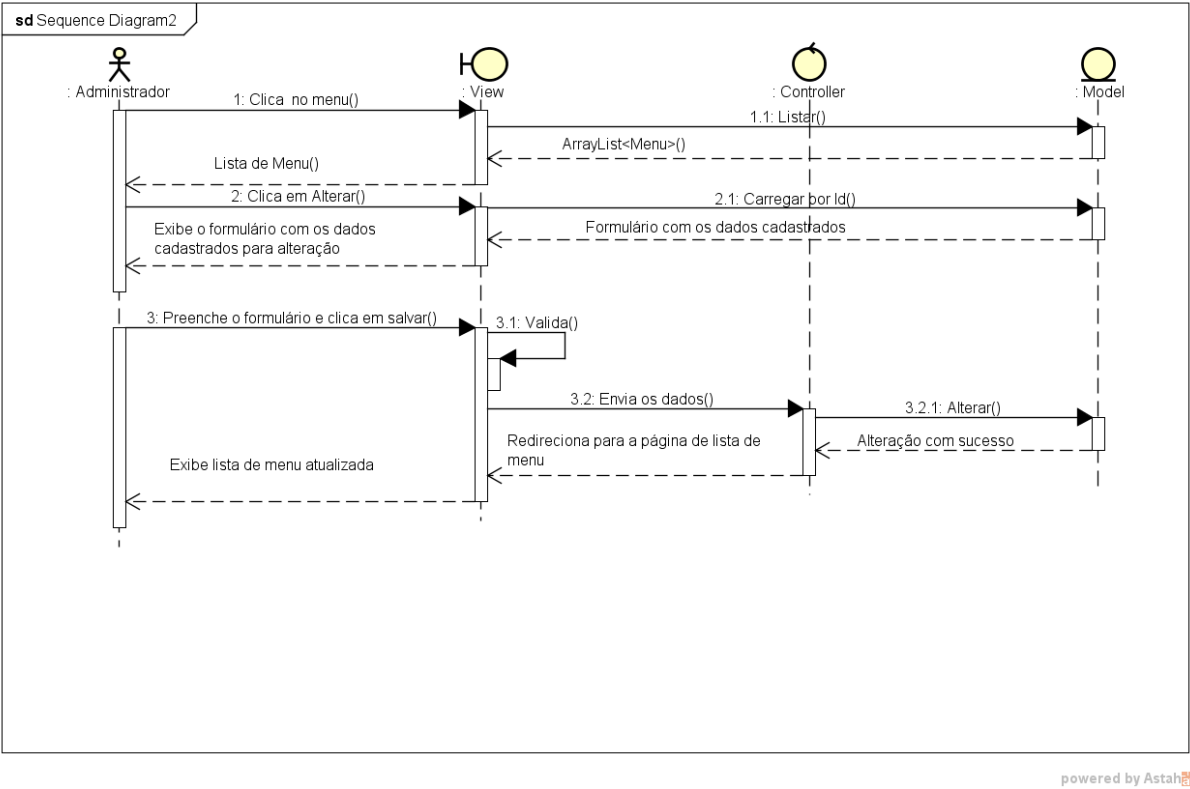 sd Sequence Diagram2
: Administrador
: View
: Controller
: Model
1: Clica  no menu()
1.1: Listar()
ArrayList<Menu>()
Lista de Menu()
2: Clica em Alterar()
2.1: Carregar por Id()
Formulário com os dados cadastrados
Exibe o formulário com os dados
cadastrados para alteração
3: Preenche o formulário e clica em salvar()
3.1: Valida()
3.2: Envia os dados()
3.2.1: Alterar()
Alteração com sucesso
Redireciona para a página de lista de
menu
Exibe lista de menu atualizada
powered by Astah